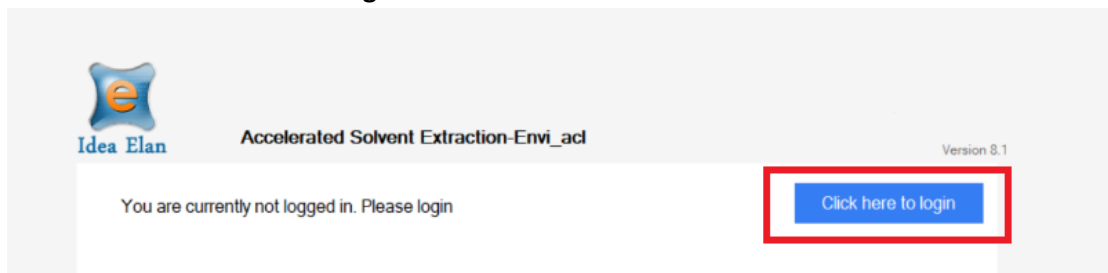 e
Idea Elan
Accelerated Solvent Extraction-Envi_acl
Version 8.1
You are currently not logged in. Please login
Click here to login